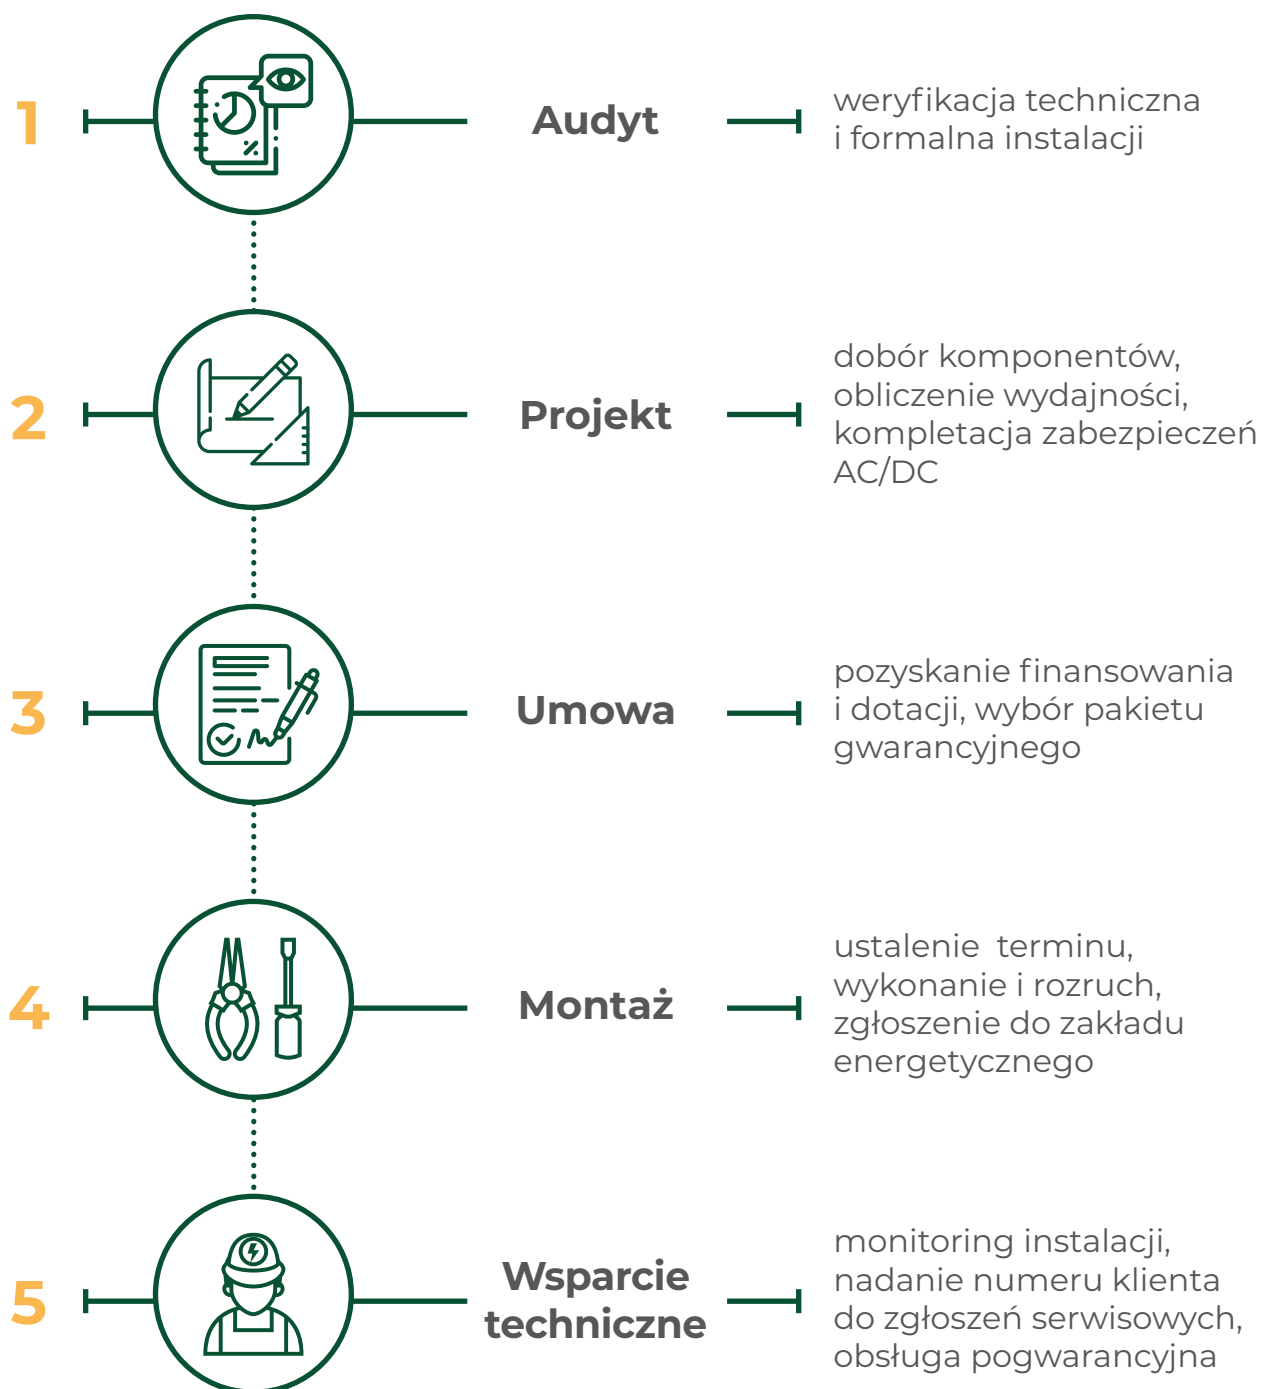 1
Audyt
weryfikacja techniczna
i formalna instalacji
%
2
Projekt
dobór komponentów,
obliczenie wydajności,
kompletacja zabezpieczeń
AC/DC
3
Umowa
pozyskanie finansowania
i dotacji, wybór pakietu
gwarancyjnego
4
Montaż
ustalenie  terminu,
wykonanie i rozruch,
zgłoszenie do zakładu
energetycznego
5
Wsparcie
techniczne
monitoring instalacji,
nadanie numeru klienta
do zgłoszeń serwisowych,
obsługa pogwarancyjna